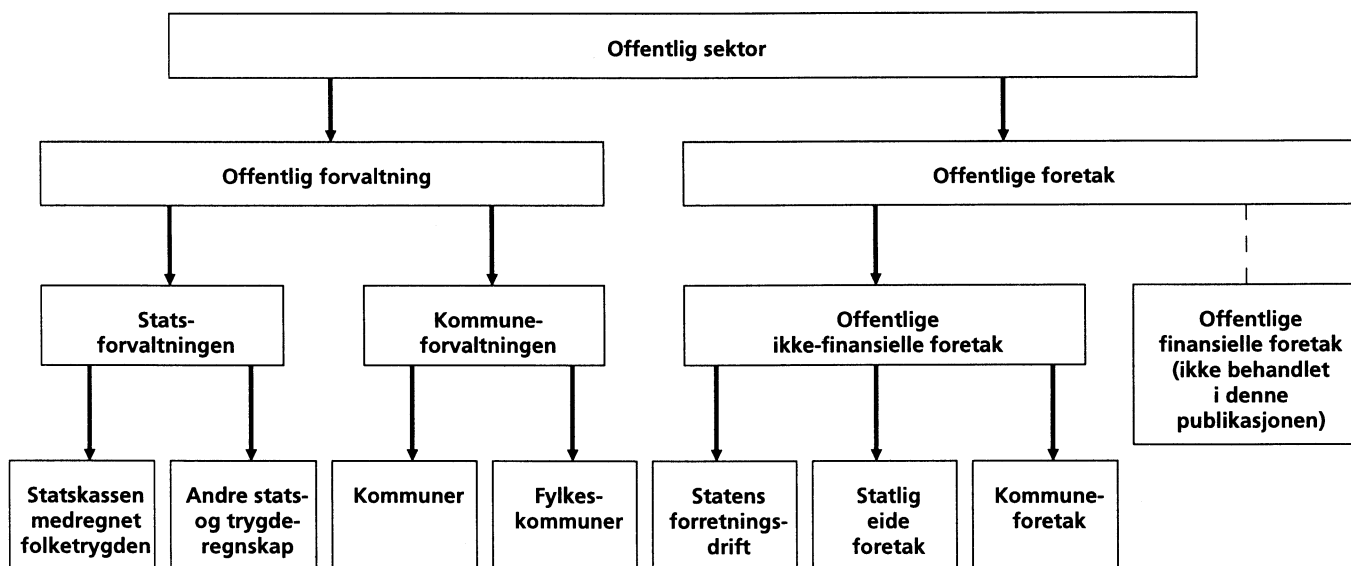 Offentlig sektor
Offentlig forvaltning
Offentlige foretak
Stats-
forvaltningen
Kommune-
forvaltningen
Offentlige
ikke-finansielle foretak
Offentlige
finansielle foretak
(ikke behandlet
i denne
publikasjonen)
Statskassen
medregnet
folketrygden
Andre stats-
og trygde-
regnskap
Kommuner
Fylkes-
kommuner
Statens
forretnings-
drift
Statlig
eide
foretak
Kommune-
foretak